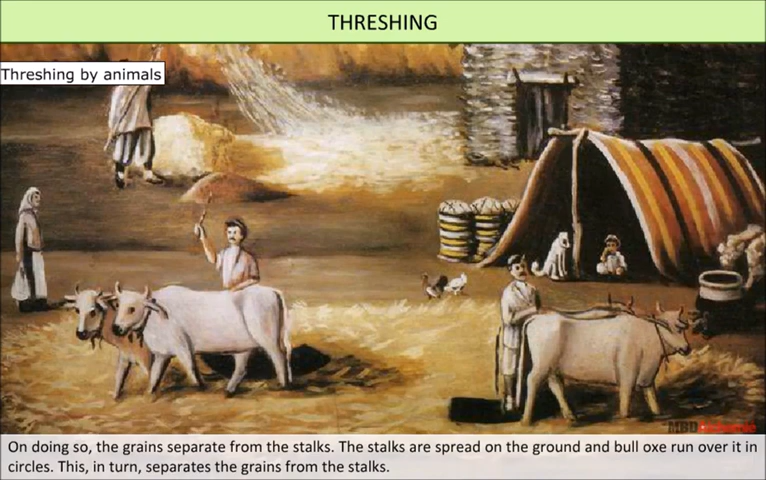 THRESHING
Threshing by animals
MBD
On doing so, the grains separate from the stalks. The stalks are spread on the ground and bull oxe run over it in
circles. This, in turn, separates the grains from the stalks.